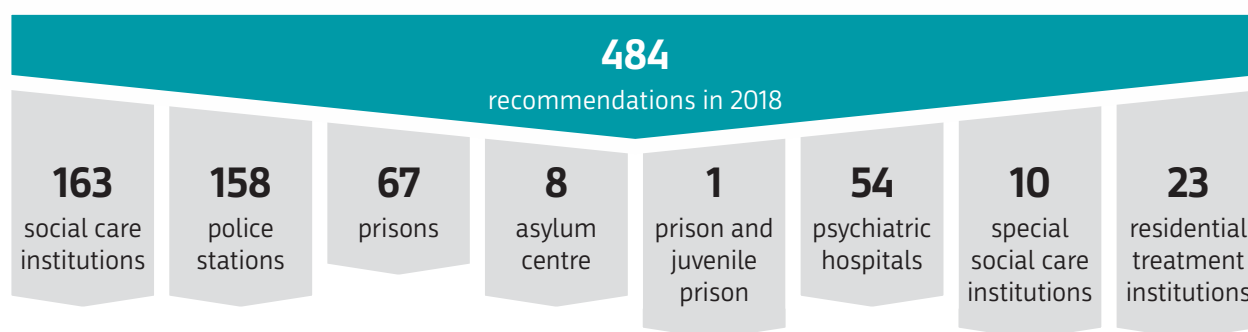 484
recommendations in 2018
163
social care
institutions
158
police
stations
67
prisons
8
asylum
centre
1
prison and
juvenile
prison
54
psychiatric
hospitals
10
special
social care
institutions
23
residential
treatment
institutions